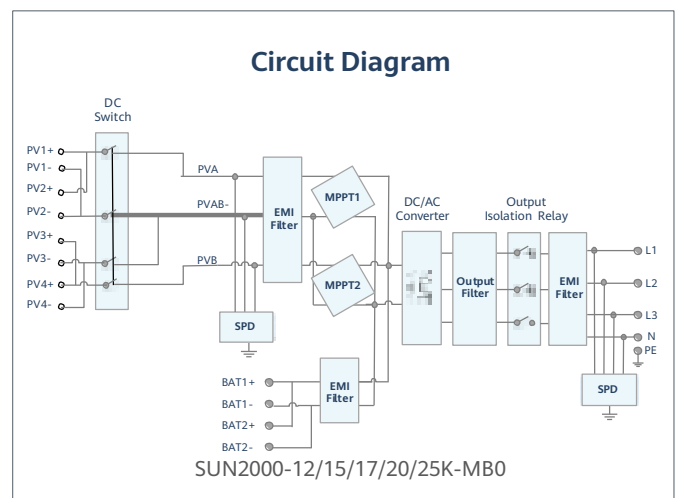 Circuit Diagram
DC
Switch
PV1+
PV1-
PV2+
PV2-
PV3+
PV3-
PV4+
PV4-
PVA
PVAB-
PVB
EMI
Filter
MPPT1
MPPT2
SPD
DC/AC
Converter
Output
Filter
Output
Isolation Relay
EMI
Filter
L1
L2
L3
N
PE
SPD
BAT1+
BAT1-
BAT2+
BAT2-
EMI
Filter
SUN2000-12/15/17/20/25K-MB0